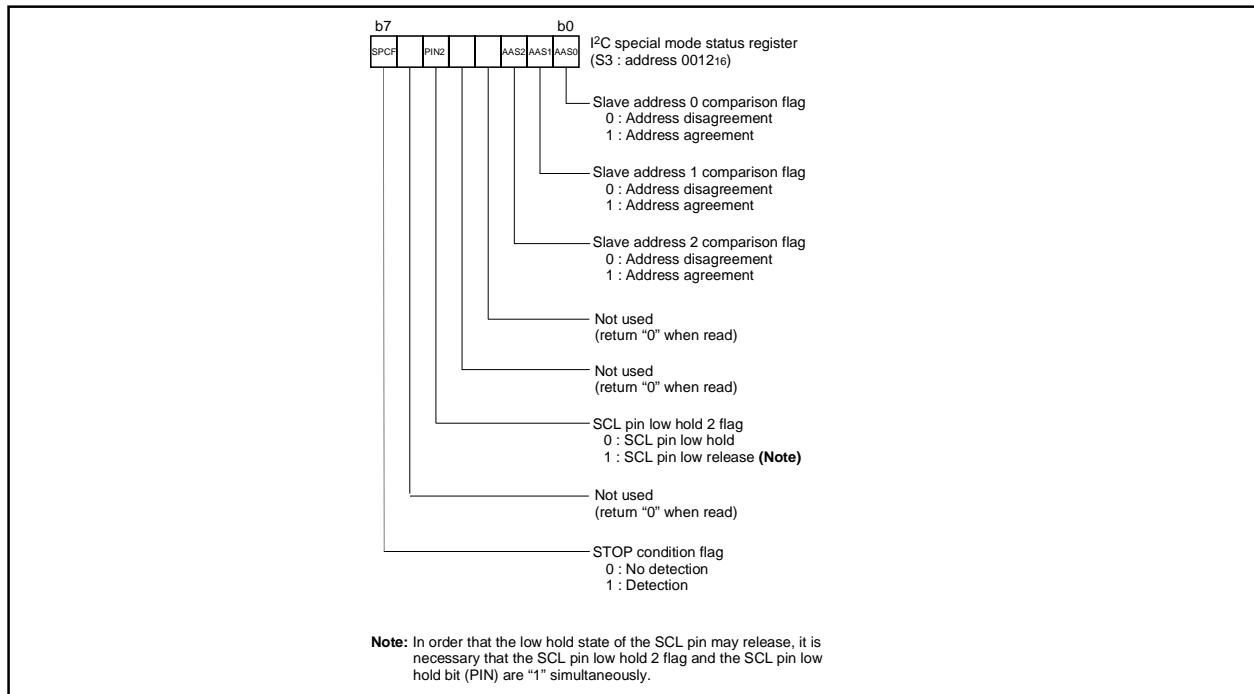 b7 b0
SPCF PIN2 AAS2 AAS1 AAS0
I2C special mode status register
(S3 : address 001216)
Slave address 0 comparison flag
0 : Address disagreement
1 : Address agreement
Slave address 1 comparison flag
0 : Address disagreement
1 : Address agreement
Slave address 2 comparison flag
0 : Address disagreement
1 : Address agreement
Not used
(return “0” when read)
Not used
(return “0” when read)
SCL pin low hold 2 flag
0 : SCL pin low hold
1 : SCL pin low release (Note)
Not used
(return “0” when read)
STOP condition flag
0 : No detection
1 : Detection
Note: In order that the low hold state of the SCL pin may release, it is
necessary that the SCL pin low hold 2 flag and the SCL pin low
hold bit (PIN) are “1” simultaneously.